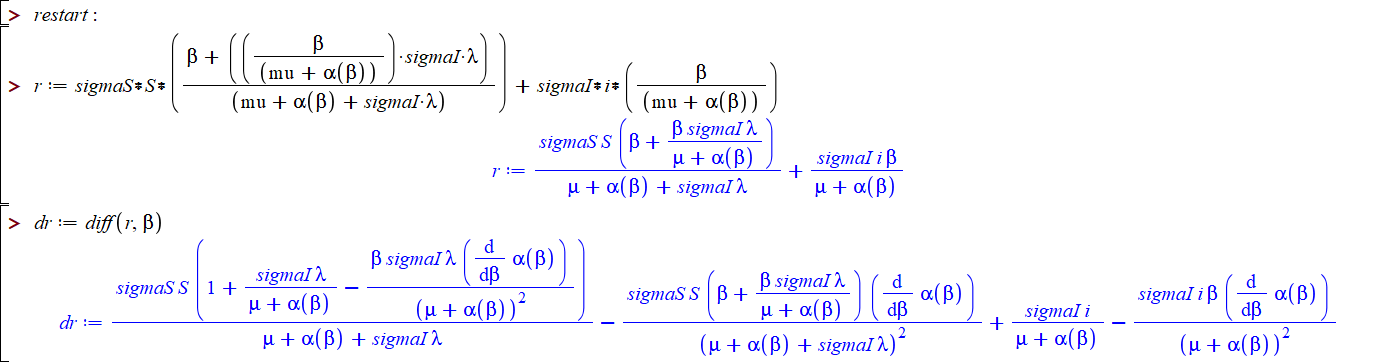 > restart :
> r := sigmaS*S*((β + ((β/(mu + α(β)))·sigmaI·λ))/(mu + α(β) + sigmaI·λ)) + sigmaI*i*(β/(mu + α(β)))
r := (sigmaS S (β + (β sigmaI λ)/(μ + α(β))))/(μ + α(β) + sigmaI λ) + (sigmaI i β)/(μ + α(β))
> dr := diff(r, β)
dr := (sigmaS S (1 + (sigmaI λ)/(μ + α(β)) - (β sigmaI λ (d/dβ α(β)))/(μ + α(β))²))/(μ + α(β) + sigmaI λ) - (sigmaS S (β + (β sigmaI λ)/(μ + α(β))) (d/dβ α(β)))/(μ + α(β) + sigmaI λ)² + (sigmaI i)/(μ + α(β)) - (sigmaI i β (d/dβ α(β)))/(μ + α(β))²